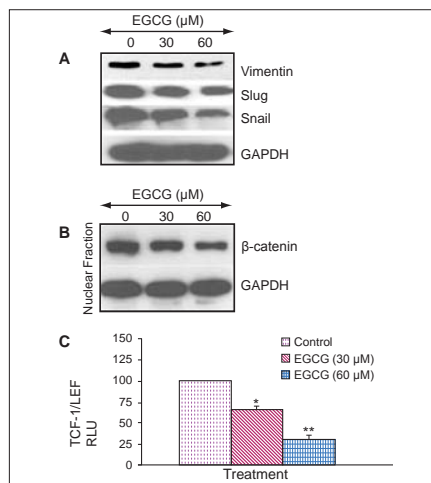 EGCG (μM)
0 30 60
A
Vimentin
Slug
Snail
GAPDH
EGCG (μM)
0 30 60
B
Nuclear Fraction
β-catenin
GAPDH
C
TCF-1/LEF
RLU
150
125
100
75
50
25
0
Control
EGCG (30 μM)
EGCG (60 μM)
*
**
Treatment